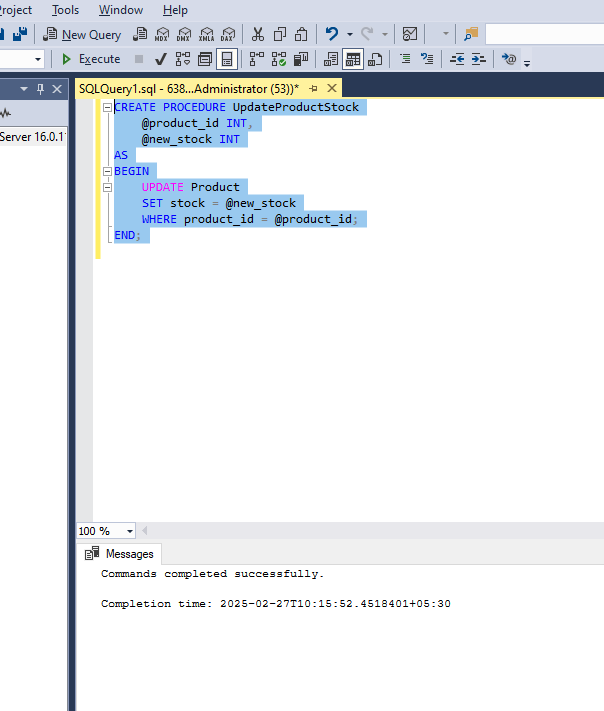 Project Tools Window Help
New Query MDX DMX XMLA DAX
Execute
SQLQuery1.sql - 638...Administrator (53))*
Server 16.0.1
CREATE PROCEDURE UpdateProductStock
@product_id INT,
@new_stock INT
AS
BEGIN
UPDATE Product
SET stock = @new_stock
WHERE product_id = @product_id;
END;
100 %
Messages
Commands completed successfully.
Completion time: 2025-02-27T10:15:52.4518401+05:30